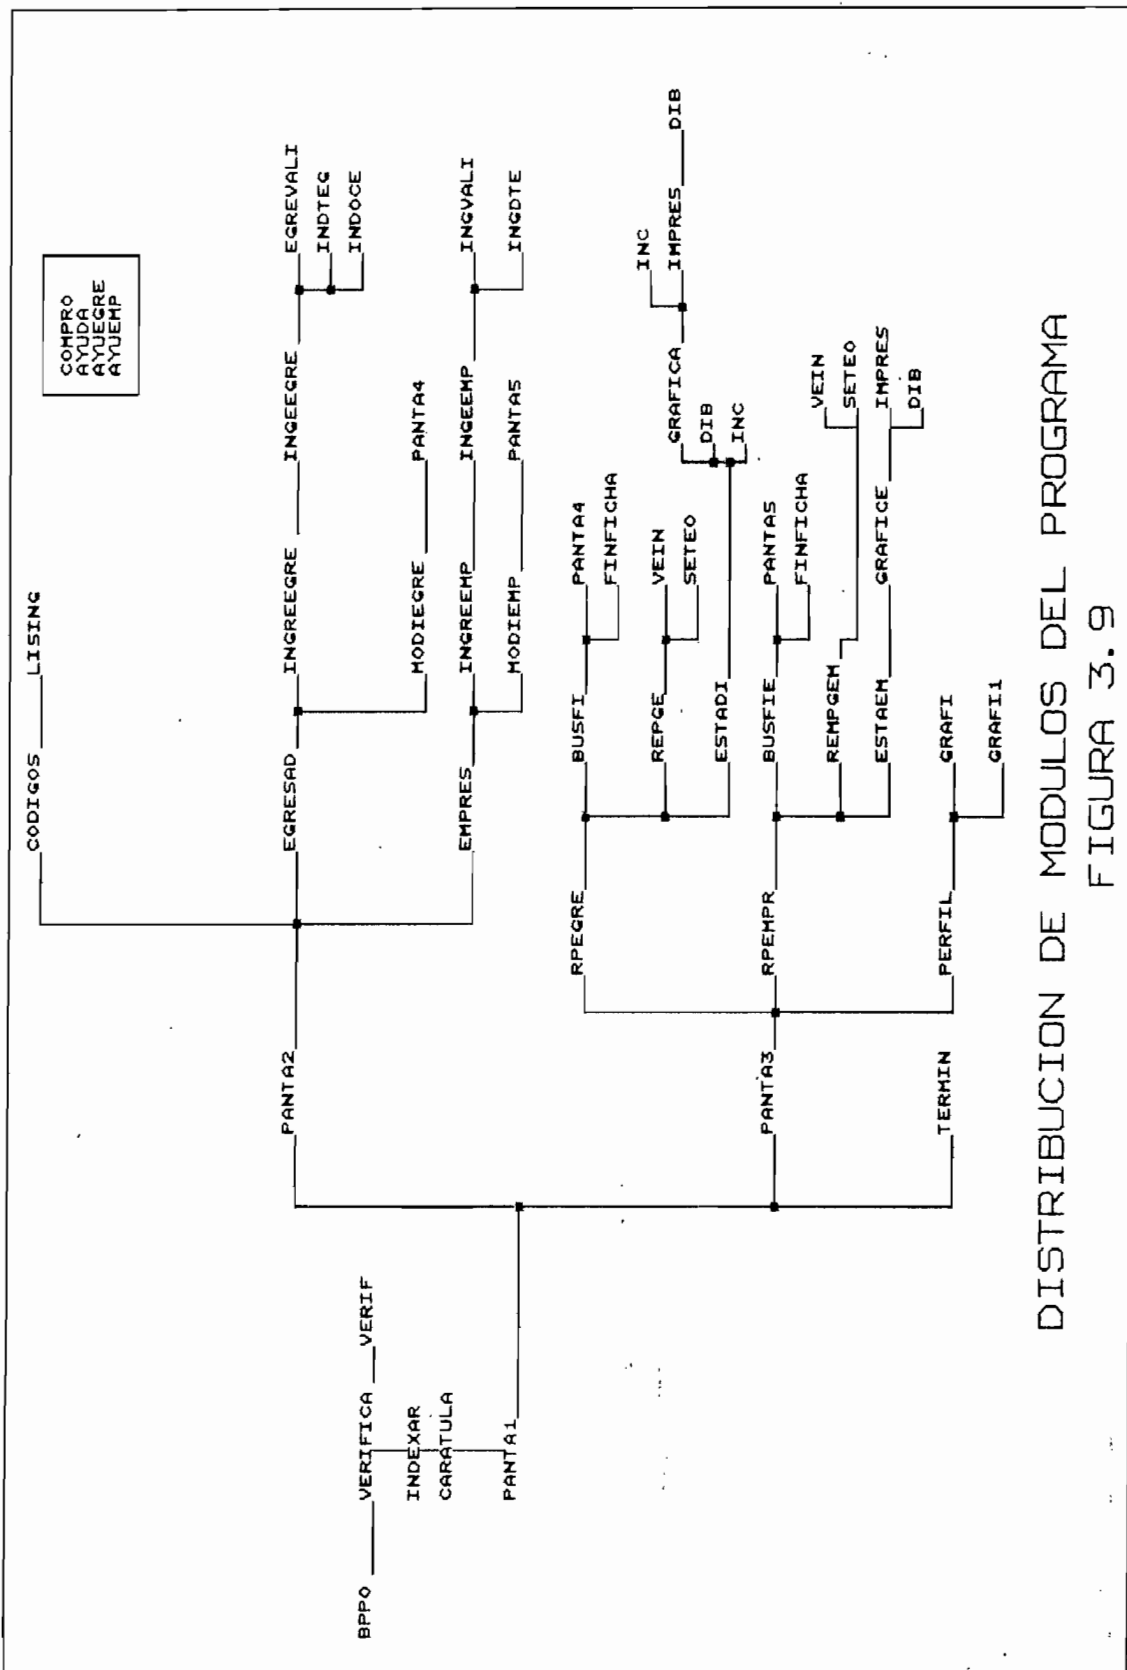 COMPRO
AYUDA
AYUEGRE
AYUEMP
CODIGOS LISING
EGRESAD INGREEGRE INGEEGRE EGREVALI
INDTEG
INDOCE
MODIEGRE PANTA4
EMPRES INGREEMP INGEEMP INGVALI
MODIEMP PANTA5 INGDTE
PANTA2
BPPO VERIFICA VERIF
INDEXAR
CARATULA
PANTA1
RPEGRE BUSFI PANTA4
FINFICHA
REPGE VEIN
SETEO
ESTADI GRAFICA INC
IMPRES DIB
DIB
INC
PANTA3 RPEMPR BUSFIE PANTA5
FINFICHA
REMPGEM VEIN
SETEO
ESTAEM GRAFICE IMPRES
DIB
TERMIN PERFIL GRAFI
GRAFI1
DISTRIBUCION DE MODULOS DEL PROGRAMA
FIGURA 3.9